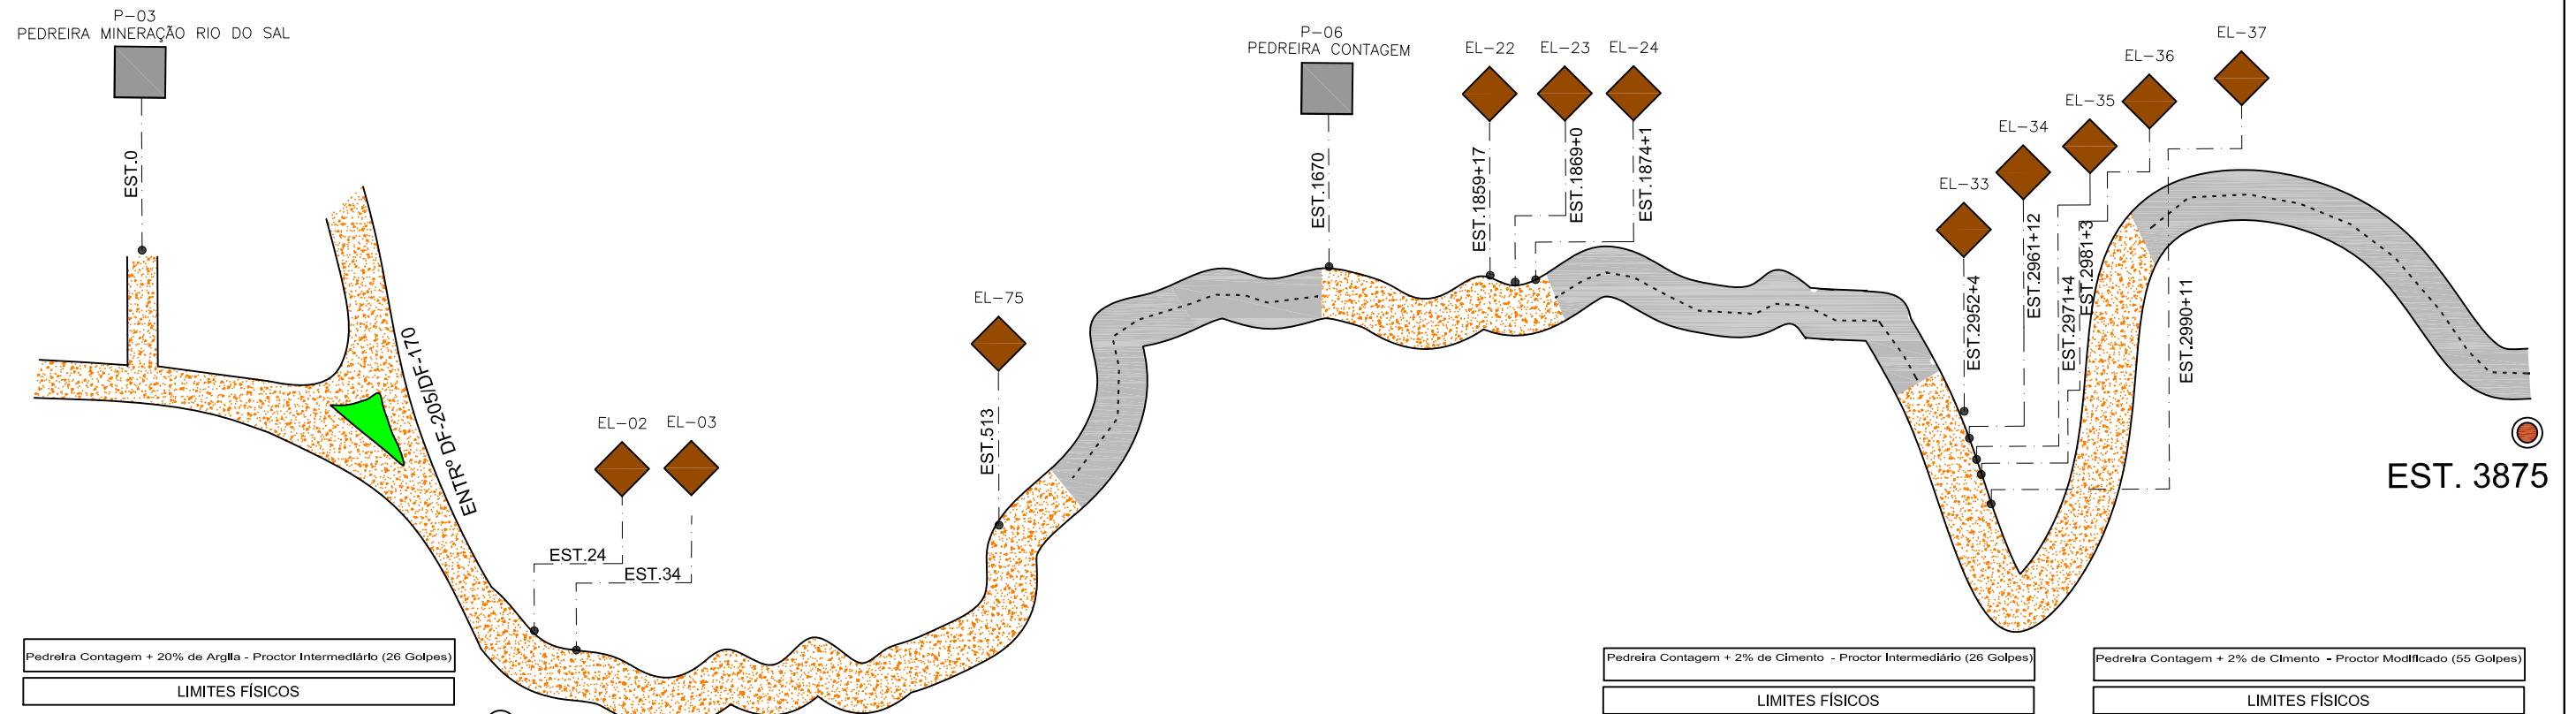 P-03
PEDREIRA MINERAÇÃO RIO DO SAL
EST.0
ENTRº DF-205/DF-170
EL-02
EL-03
EST.24
EST.34
EL-75
EST.513
P-06
PEDREIRA CONTAGEM
EST.1670
EL-22
EL-23
EL-24
EST.1859+17
EST.1869+0
EST.1874+1
EL-33
EL-34
EL-35
EL-36
EL-37
EST.2952+4
EST.2961+12
EST.2971+4
EST.2981+3
EST.2990+11
EST. 3875
Pedreira Contagem + 20% de Argila - Proctor Intermediário (26 Golpes)
LIMITES FÍSICOS
Pedreira Contagem + 2% de Cimento - Proctor Intermediário (26 Golpes)
LIMITES FÍSICOS
Pedreira Contagem + 2% de Cimento - Proctor Modificado (55 Golpes)
LIMITES FÍSICOS